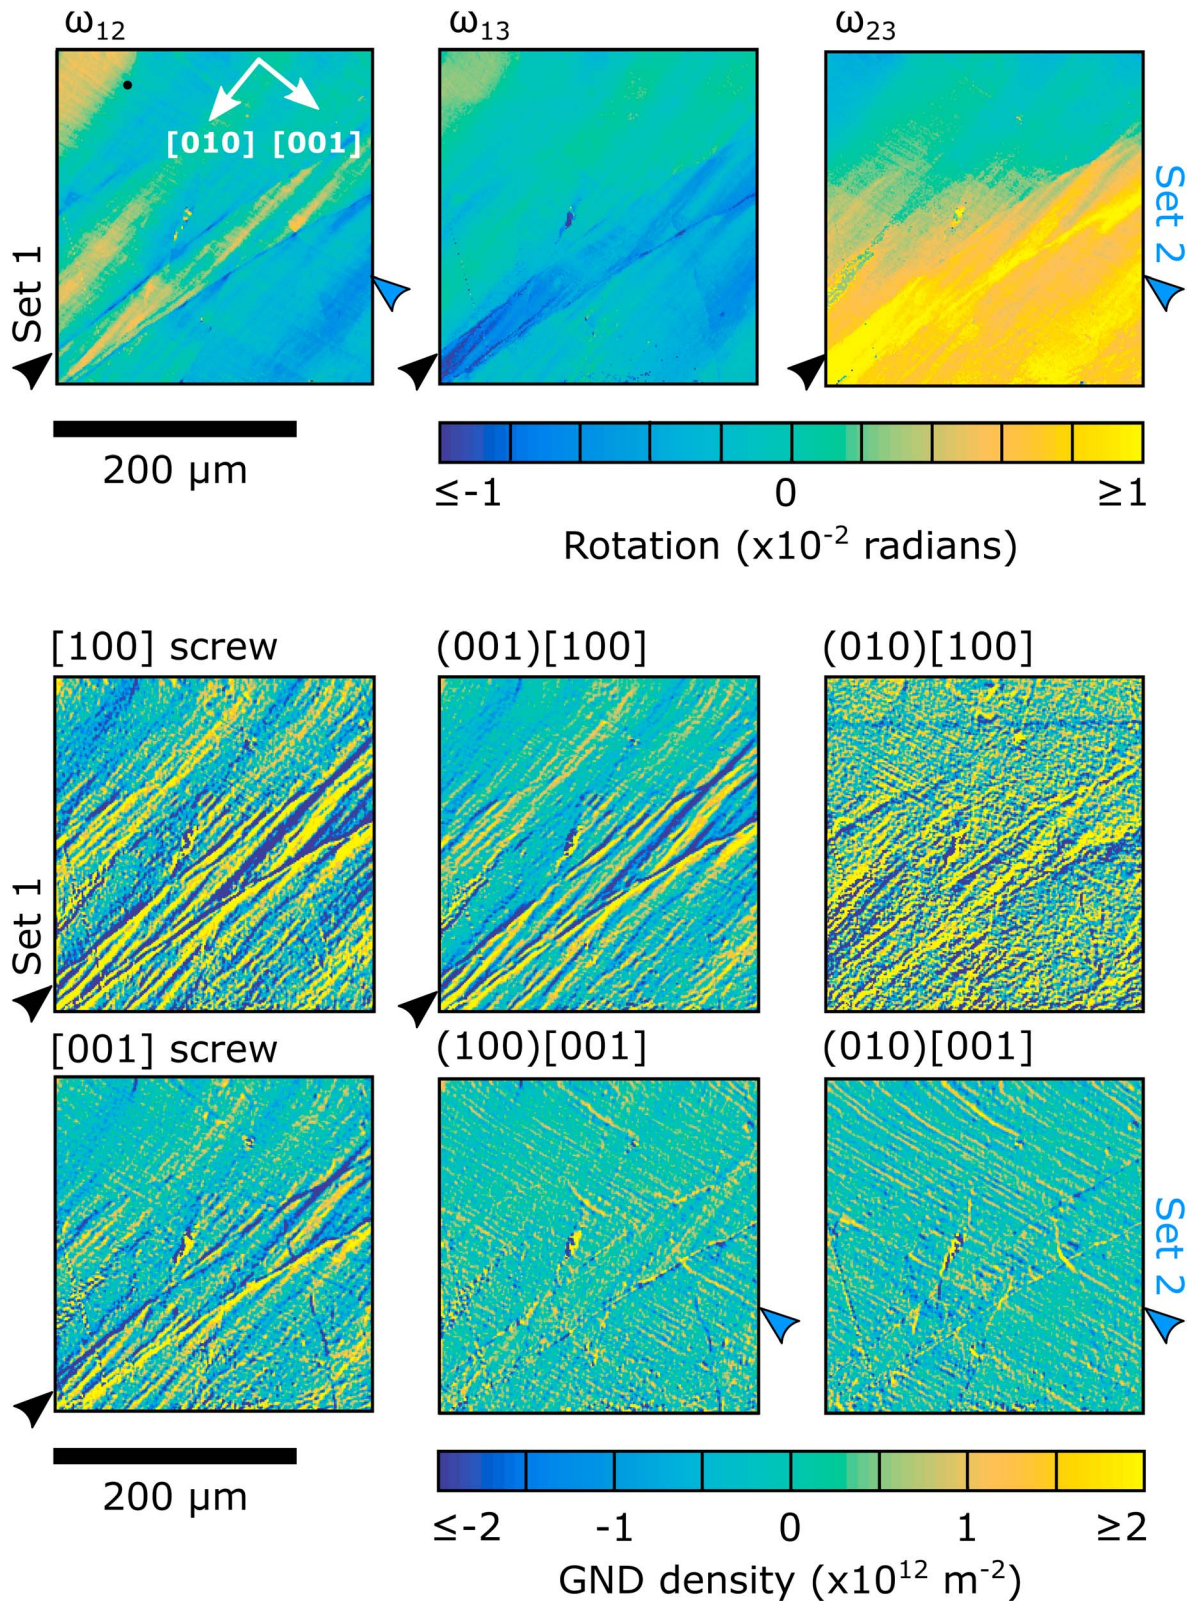 ω12 ω13 ω23
[010] [001]
Set 1
Set 2
200 μm
≤-1 0 ≥1
Rotation (x10-2 radians)
[100] screw (001)[100] (010)[100]
Set 1
[001] screw (100)[001] (010)[001]
Set 2
200 μm
≤-2 -1 0 1 ≥2
GND density (x1012 m-2)